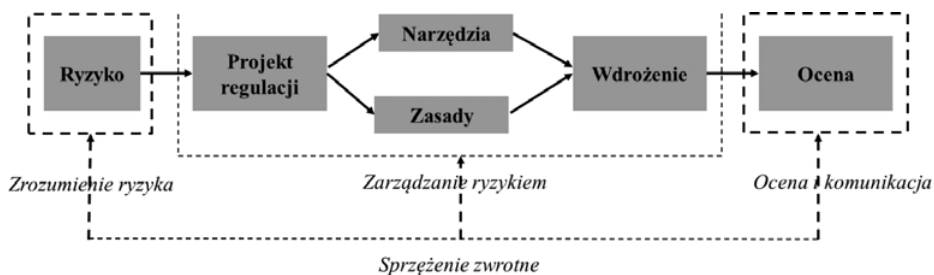 Ryzyko
Projekt
regulacji
Narzędzia
Zasady
Wdrożenie
Ocena
Zrozumienie ryzyka
Zarządzanie ryzykiem
Ocena i komunikacja
Sprzężenie zwrotne